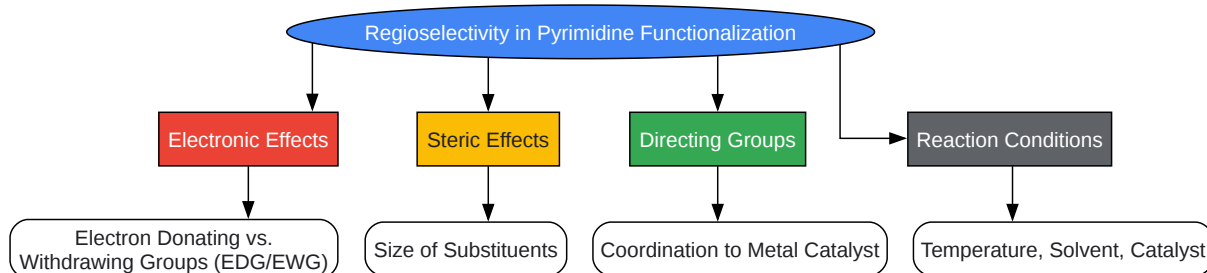 Regioselectivity in Pyrimidine Functionalization
Electronic Effects
Steric Effects
Directing Groups
Reaction Conditions
Electron Donating vs.
Withdrawing Groups (EDG/EWG)
Size of Substituents
Coordination to Metal Catalyst
Temperature, Solvent, Catalyst